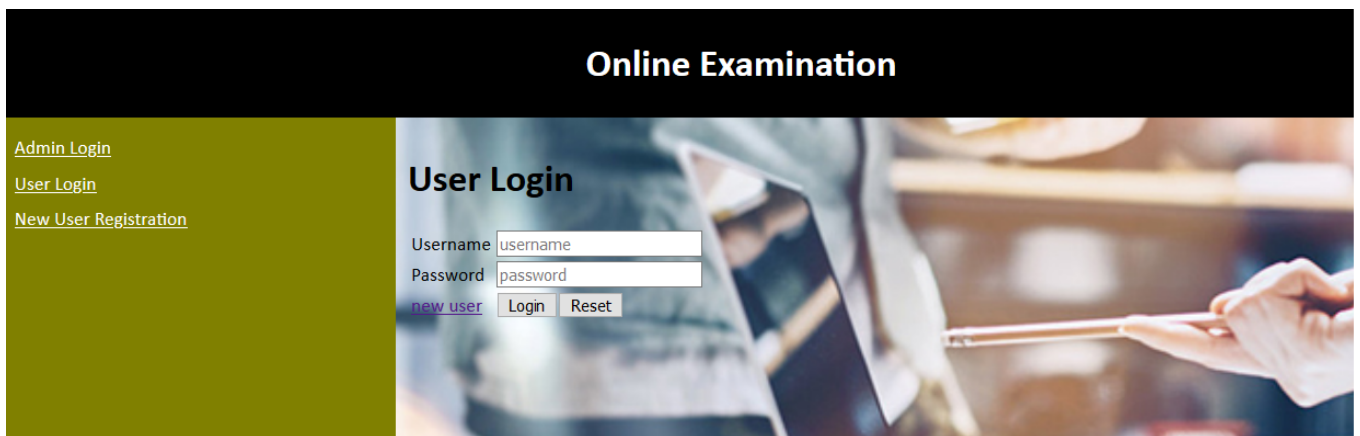 Online Examination
Admin Login
User Login
New User Registration
User Login
Username username
Password password
new user Login Reset